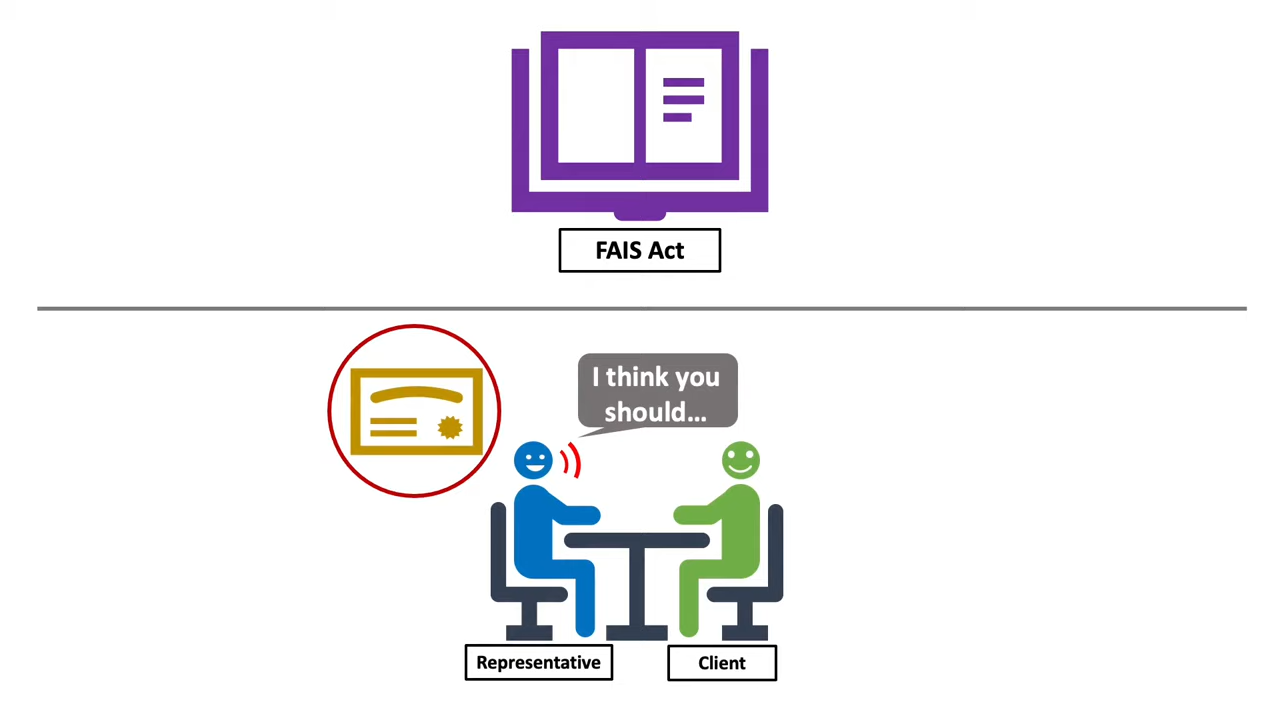 FAIS Act
I think you
should...
Representative
Client